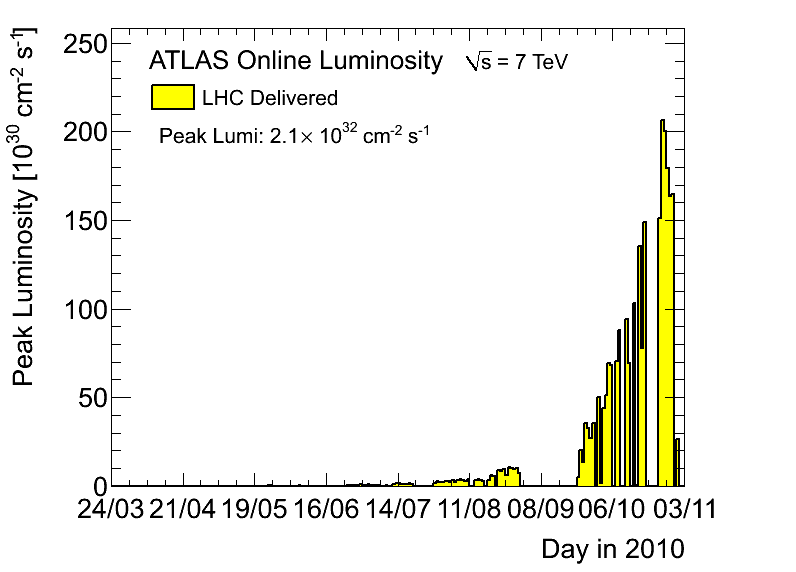 ATLAS Online Luminosity √s = 7 TeV
LHC Delivered
Peak Lumi: 2.1× 10³² cm⁻² s⁻¹
Peak Luminosity [10³⁰ cm⁻² s⁻¹]
250
200
150
100
50
0
24/03 21/04 19/05 16/06 14/07 11/08 08/09 06/10 03/11
Day in 2010